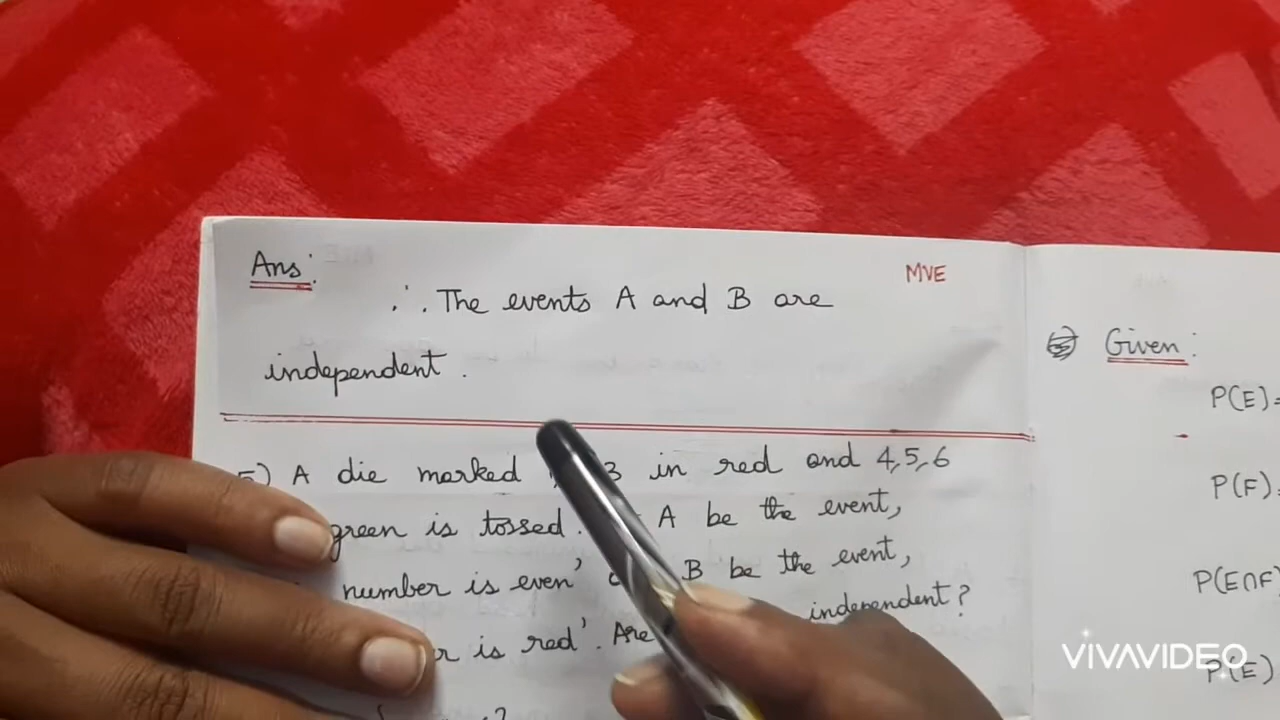 Ans:
MVE
∴ The events A and B are
independent.
5) A die marked 3 in red and 4,5,6
green is tossed. A be the event,
number is even' B be the event,
is red'. Are independent?
Given:
P(E)=
P(F)
P(E∩F)
P(E)
VIVAVIDEO